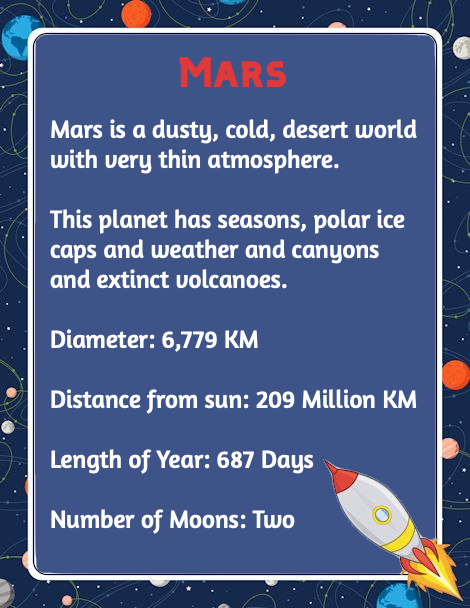 Mars
Mars is a dusty, cold, desert world
with very thin atmosphere.
This planet has seasons, polar ice
caps and weather and canyons
and extinct volcanoes.
Diameter: 6,779 KM
Distance from sun: 209 Million KM
Length of Year: 687 Days
Number of Moons: Two